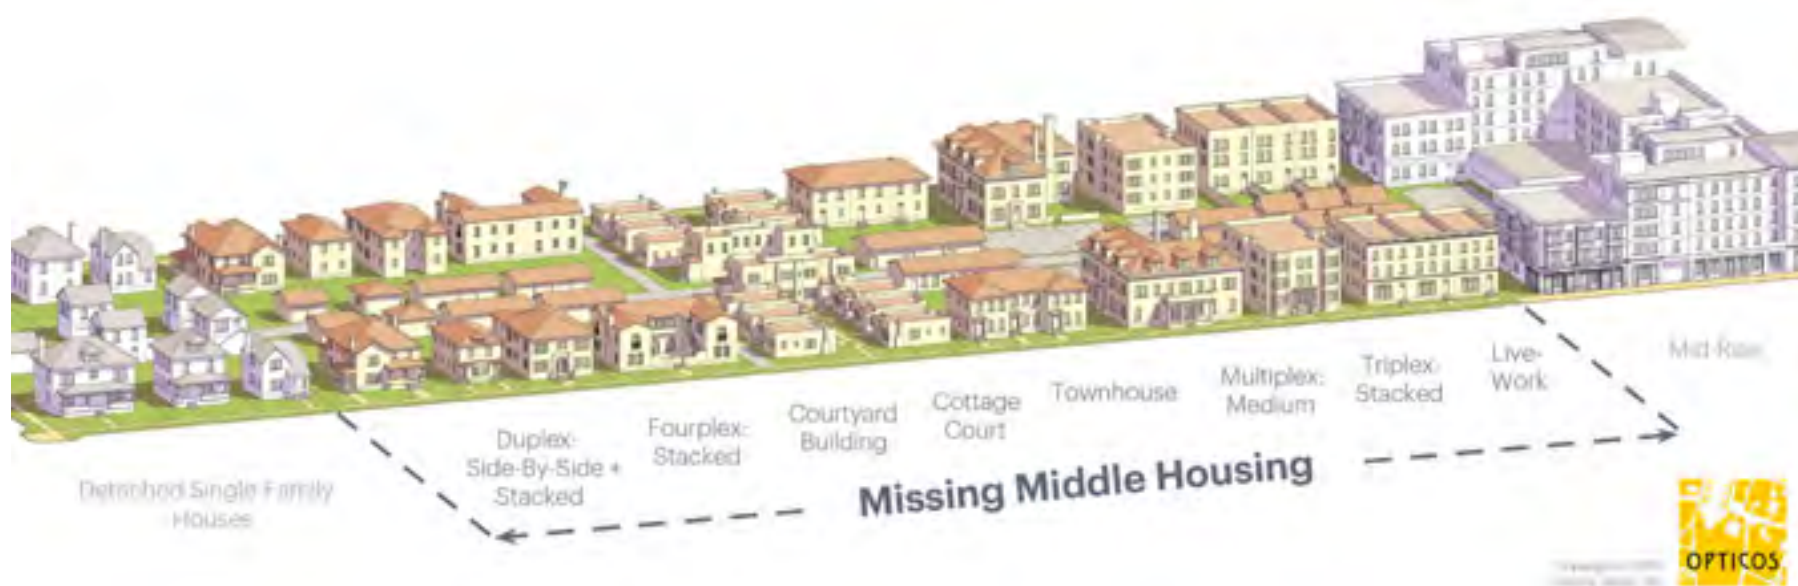 Detached Single-Family
Houses
Duplex:
Side-By-Side +
Stacked
Fourplex:
Stacked
Courtyard
Building
Cottage
Court
Townhouse
Multiplex:
Medium
Triplex:
Stacked
Live-
Work
Mid-Rise
Missing Middle Housing
OPTICOS